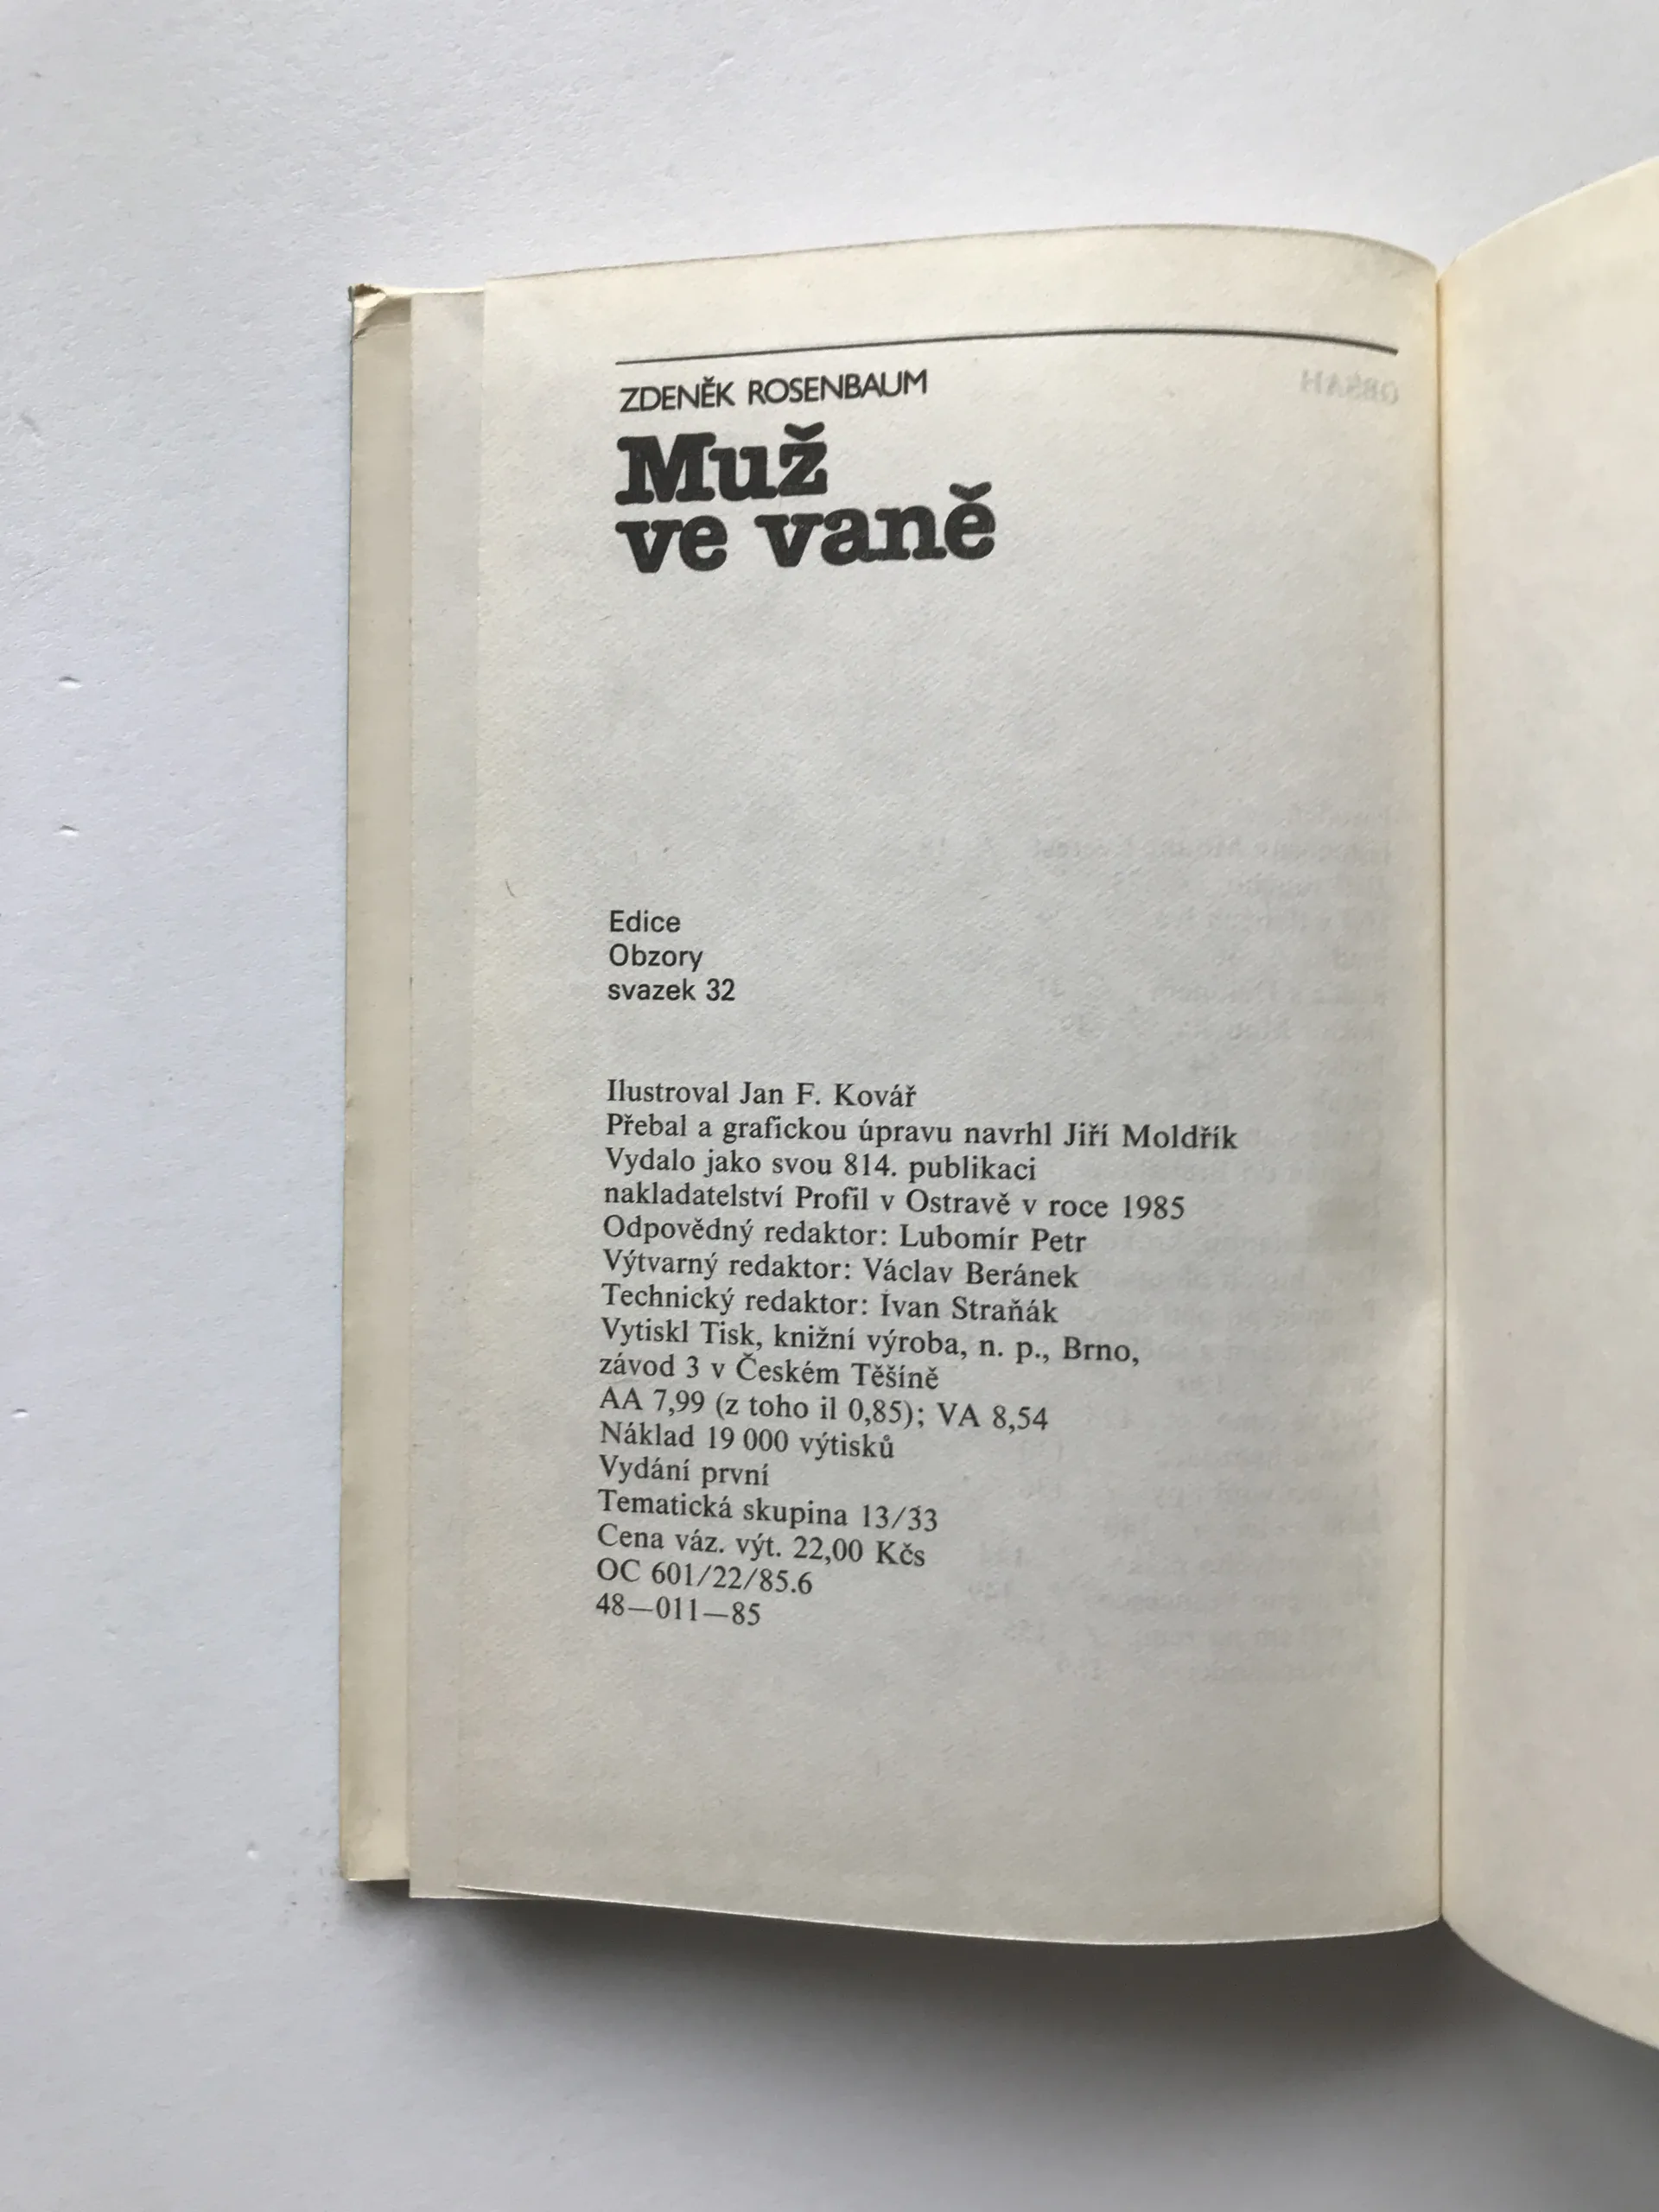 ZDENĚK ROSENBAUM
Muž
ve vaně
OBSAH
Edice
Obzory
svazek 32
Ilustroval Jan F. Kovář
Přebal a grafickou úpravu navrhl Jiří Moldřík
Vydalo jako svou 814. publikaci
nakladatelství Profil v Ostravě v roce 1985
Odpovědný redaktor: Lubomír Petr
Výtvarný redaktor: Václav Beránek
Technický redaktor: Ivan Straňák
Vytiskl Tisk, knižní výroba, n. p., Brno,
závod 3 v Českém Těšíně
AA 7,99 (z toho il 0,85); VA 8,54
Náklad 19 000 výtisků
Vydání první
Tematická skupina 13/33
Cena váz. výt. 22,00 Kčs
OC 601/22/85.6
48—011—85